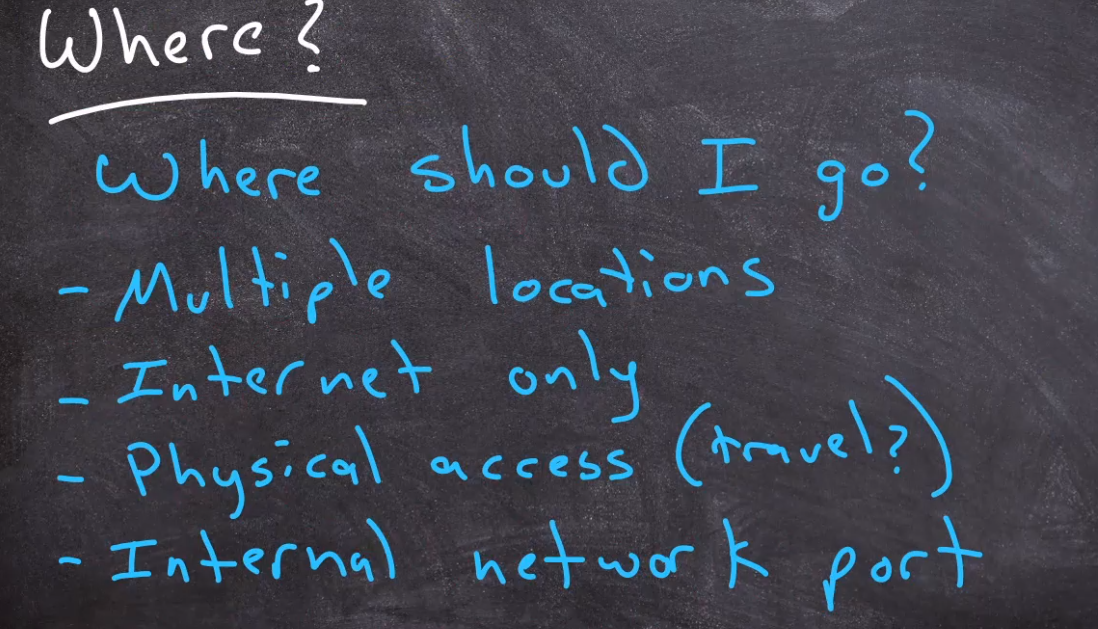 Where?
Where should I go?
- Multiple locations
- Internet only
- Physical access (travel?)
- Internal network port